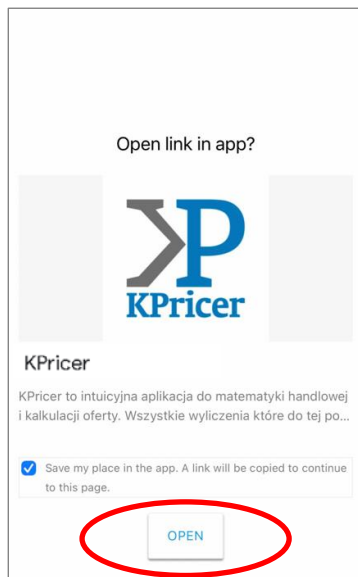 Open link in app?
KPricer
KPricer
KPricer to intuicyjna aplikacja do matematyki handlowej
i kalkulacji oferty. Wszystkie wyliczenia które do tej po...
Save my place in the app. A link will be copied to continue
to this page.
OPEN